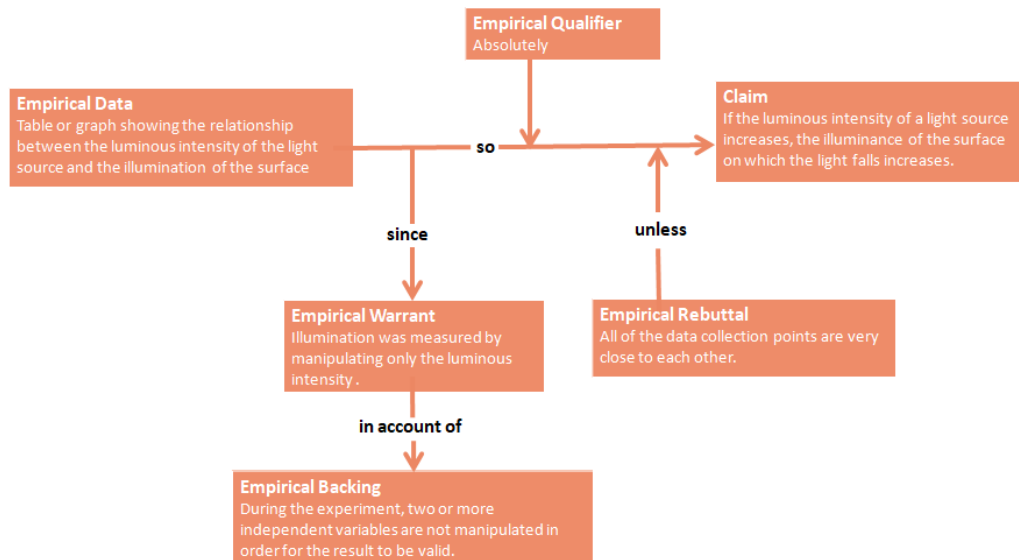 Empirical Qualifier
Absolutely
Empirical Data
Table or graph showing the relationship
between the luminous intensity of the light
source and the illumination of the surface
so
Claim
If the luminous intensity of a light source
increases, the illuminance of the surface
on which the light falls increases.
since
unless
Empirical Warrant
Illumination was measured by
manipulating only the luminous
intensity .
Empirical Rebuttal
All of the data collection points are very
close to each other.
in account of
Empirical Backing
During the experiment, two or more
independent variables are not manipulated in
order for the result to be valid.